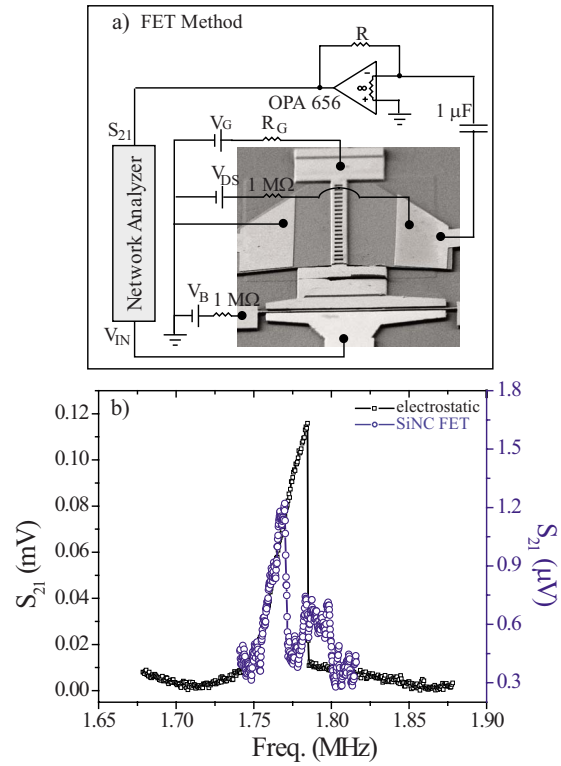 a) FET Method
R
-
∞
+
OPA 656
1 μF
S21
VG
RG
VDS
1 MΩ
Network Analyzer
VB
1 MΩ
VIN
b)
electrostatic
SiNC FET
S21 (mV)
0.12
0.10
0.08
0.06
0.04
0.02
0.00
1.8
1.5
1.2
0.9
0.6
0.3
S21 (μV)
1.65 1.70 1.75 1.80 1.85 1.90
Freq. (MHz)